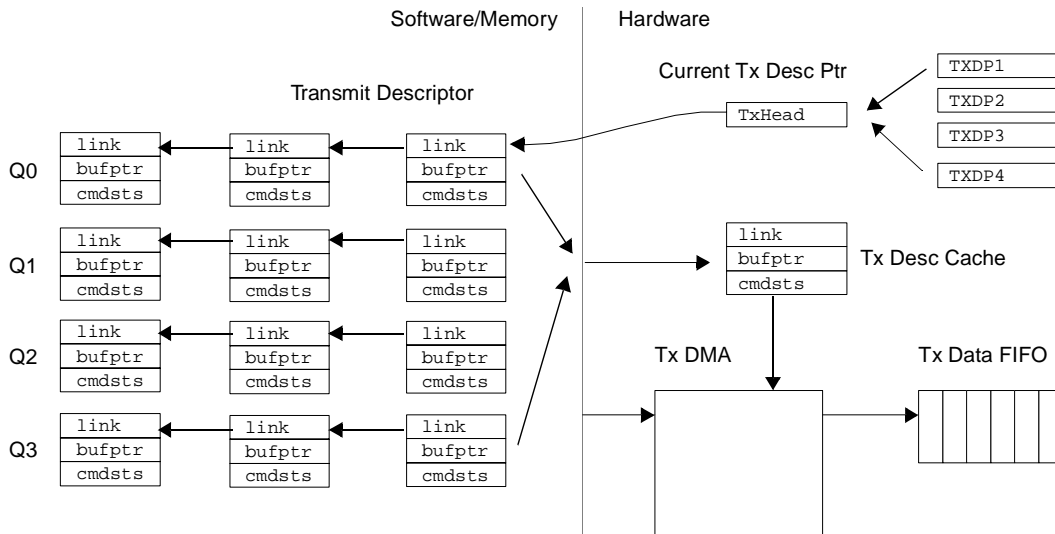 Software/Memory
Hardware
Current Tx Desc Ptr
TxHead
TXDP1
TXDP2
TXDP3
TXDP4
Transmit Descriptor
Q0
link
bufptr
cmdsts
link
bufptr
cmdsts
link
bufptr
cmdsts
Q1
link
bufptr
cmdsts
link
bufptr
cmdsts
link
bufptr
cmdsts
Q2
link
bufptr
cmdsts
link
bufptr
cmdsts
link
bufptr
cmdsts
Q3
link
bufptr
cmdsts
link
bufptr
cmdsts
link
bufptr
cmdsts
link
bufptr
cmdsts
Tx Desc Cache
Tx DMA
Tx Data FIFO